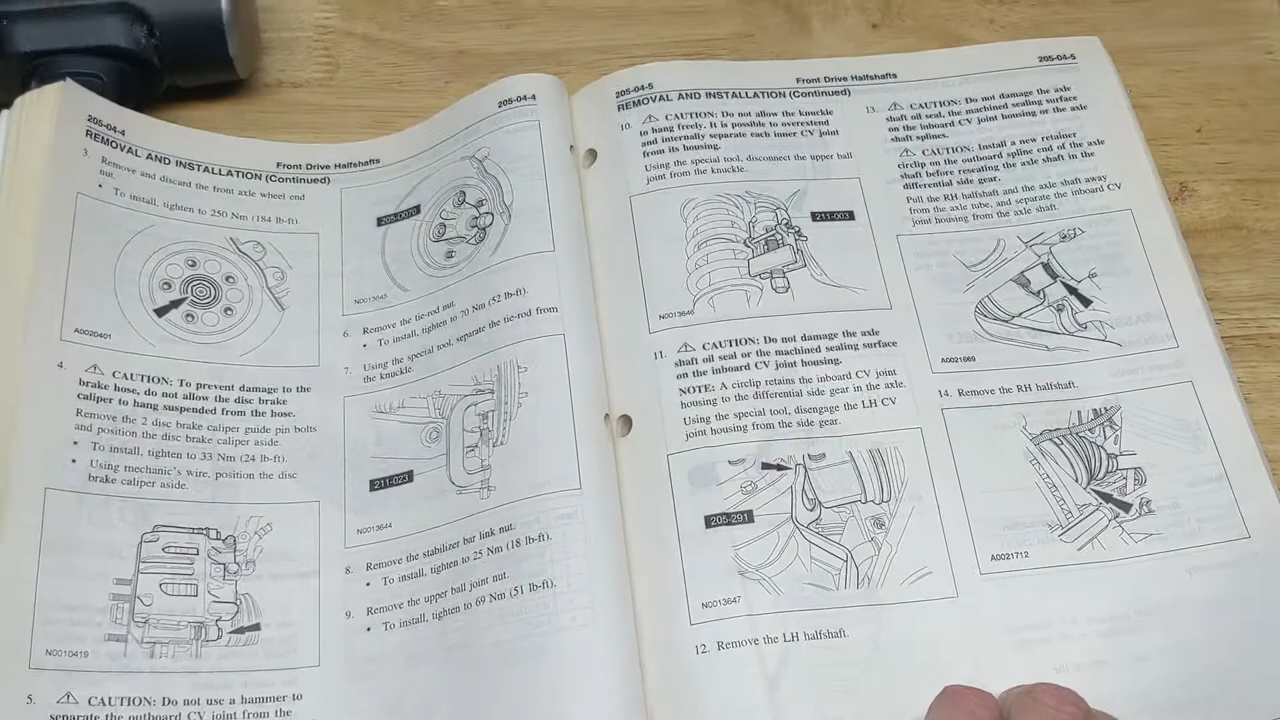 205-04-4
205-04-4
REMOVAL AND INSTALLATION (Continued)
Front Drive Halfshafts
3. Remove and discard the front axle wheel end
nut.
• To install, tighten to 250 Nm (184 lb-ft).
A0020401
4. CAUTION: To prevent damage to the
brake hose, do not allow the disc brake
caliper to hang suspended from the hose.
Remove the 2 disc brake caliper guide pin bolts
and position the disc brake caliper aside.
• To install, tighten to 33 Nm (24 lb-ft).
• Using mechanic's wire, position the disc
brake caliper aside.
N0010419
5. CAUTION: Do not use a hammer to
separate the outboard CV joint from the
205-D070
N0013645
6. Remove the tie-rod nut.
• To install, tighten to 70 Nm (52 lb-ft).
7. Using the special tool, separate the tie-rod from
the knuckle.
211-023
N0013644
8. Remove the stabilizer bar link nut.
• To install, tighten to 25 Nm (18 lb-ft).
9. Remove the upper ball joint nut.
• To install, tighten to 69 Nm (51 lb-ft).
205-04-5
Front Drive Halfshafts
205-04-5
REMOVAL AND INSTALLATION (Continued)
10. CAUTION: Do not allow the knuckle
to hang freely. It is possible to overextend
and internally separate each inner CV joint
from its housing.
Using the special tool, disconnect the upper ball
joint from the knuckle.
211-003
N0013646
11. CAUTION: Do not damage the axle
shaft oil seal or the machined sealing surface
on the inboard CV joint housing.
NOTE: A circlip retains the inboard CV joint
housing to the differential side gear in the axle.
Using the special tool, disengage the LH CV
joint housing from the side gear.
205-291
N0013647
12. Remove the LH halfshaft.
13. CAUTION: Do not damage the axle
shaft oil seal, the machined sealing surface
on the inboard CV joint housing or the axle
shaft splines.
CAUTION: Install a new retainer
circlip on the outboard spline end of the axle
shaft before reseating the axle shaft in the
differential side gear.
Pull the RH halfshaft and the axle shaft away
from the axle tube, and separate the inboard CV
joint housing from the axle shaft.
A0021669
14. Remove the RH halfshaft.
A0021712